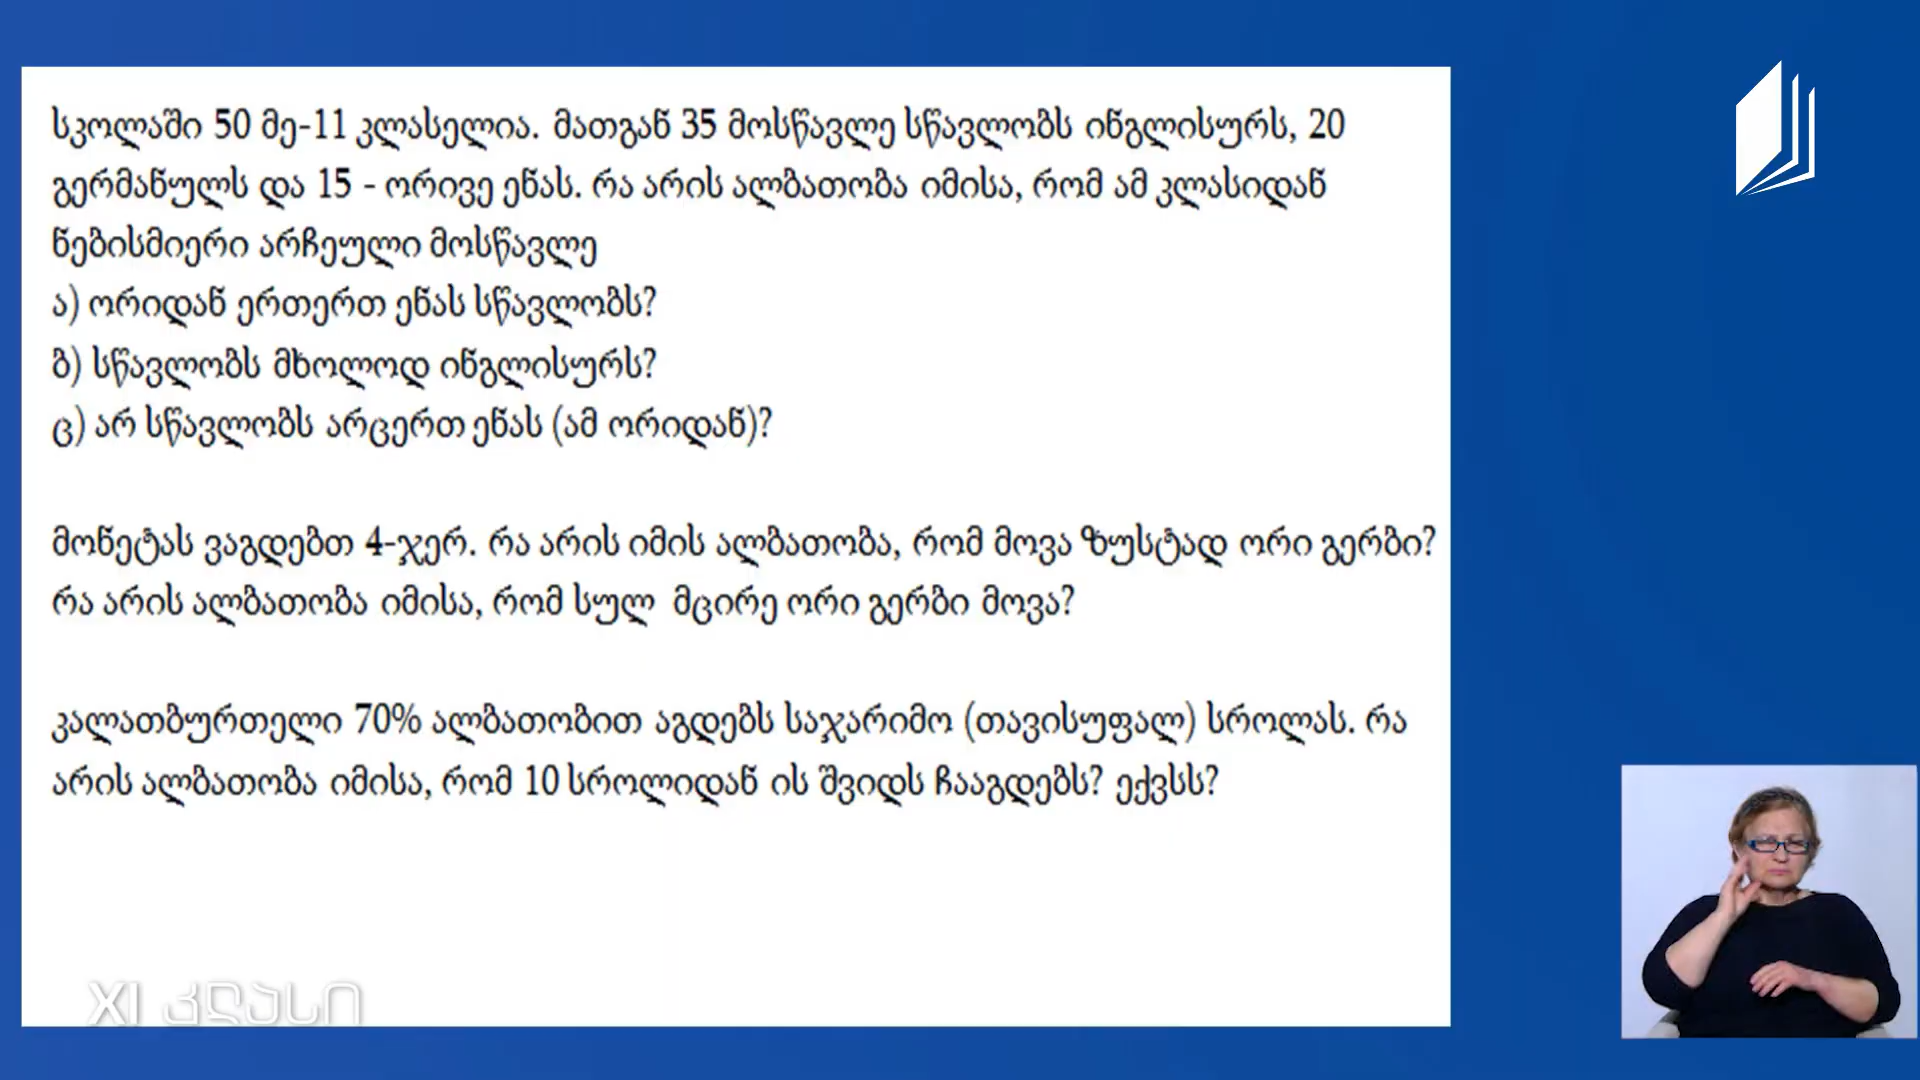 სკოლაში 50 მე-11 კლასელია. მათგან 35 მოსწავლე სწავლობს ინგლისურს, 20
გერმანულს და 15 - ორივე ენას. რა არის ალბათობა იმისა, რომ ამ კლასიდან
ნებისმიერი არჩეული მოსწავლე
ა) ორიდან ერთერთ ენას სწავლობს?
ბ) სწავლობს მხოლოდ ინგლისურს?
ც) არ სწავლობს არცერთ ენას (ამ ორიდან)?
მონეტას ვაგდებთ 4-ჯერ. რა არის იმის ალბათობა, რომ მოვა ზუსტად ორი გერბი?
რა არის ალბათობა იმისა, რომ სულ მცირე ორი გერბი მოვა?
კალათბურთელი 70% ალბათობით აგდებს საჯარიმო (თავისუფალ) სროლას. რა
არის ალბათობა იმისა, რომ 10 სროლიდან ის შვიდს ჩააგდებს? ექვსს?
XI კლასი